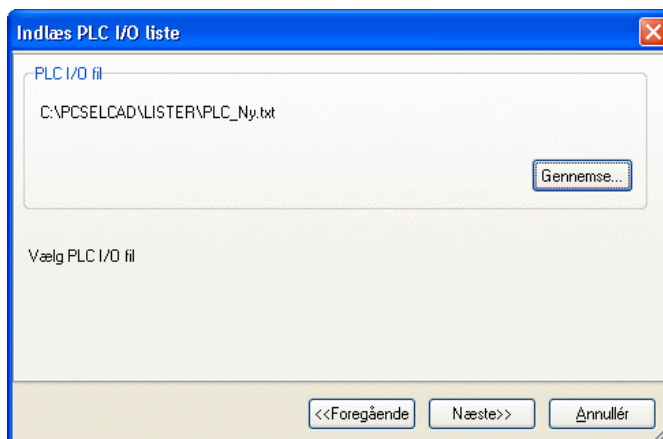 Indlæs PLC I/O liste
PLC I/O fil
C:\PCSELCAD\LISTER\PLC_Ny.txt
Gennemse...
Vælg PLC I/O fil
<<Foregående Næste>> Annullér